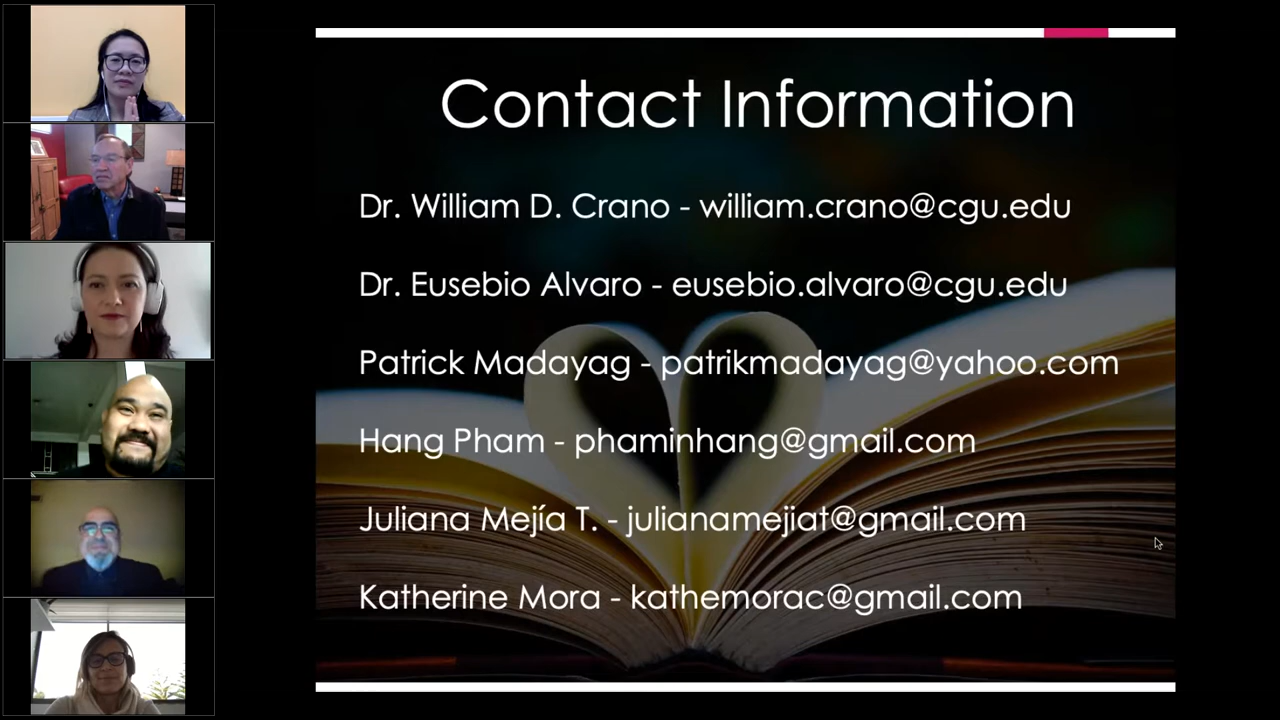 Contact Information
Dr. William D. Crano - william.crano@cgu.edu
Dr. Eusebio Alvaro - eusebio.alvaro@cgu.edu
Patrick Madayag - patrikmadayag@yahoo.com
Hang Pham - phaminhang@gmail.com
Juliana Mejía T. - julianamejiat@gmail.com
Katherine Mora - kathemorac@gmail.com